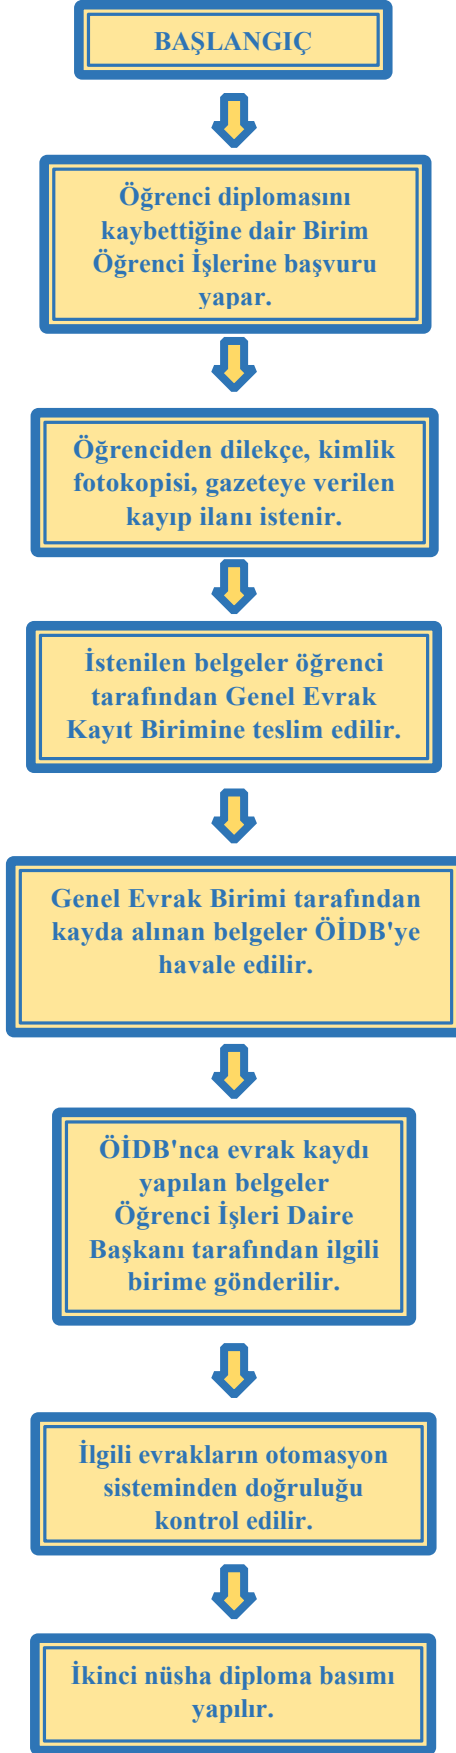 BAŞLANGIÇ
Öğrenci diplomasını
kaybettiğine dair Birim
Öğrenci İşlerine başvuru
yapar.
Öğrenciden dilekçe, kimlik
fotokopisi, gazeteye verilen
kayıp ilanı istenir.
İstenilen belgeler öğrenci
tarafından Genel Evrak
Kayıt Birimine teslim edilir.
Genel Evrak Birimi tarafından
kayda alınan belgeler ÖİDB'ye
havale edilir.
ÖİDB'nca evrak kaydı
yapılan belgeler
Öğrenci İşleri Daire
Başkanı tarafından ilgili
birime gönderilir.
İlgili evrakların otomasyon
sisteminden doğruluğu
kontrol edilir.
İkinci nüsha diploma basımı
yapılır.